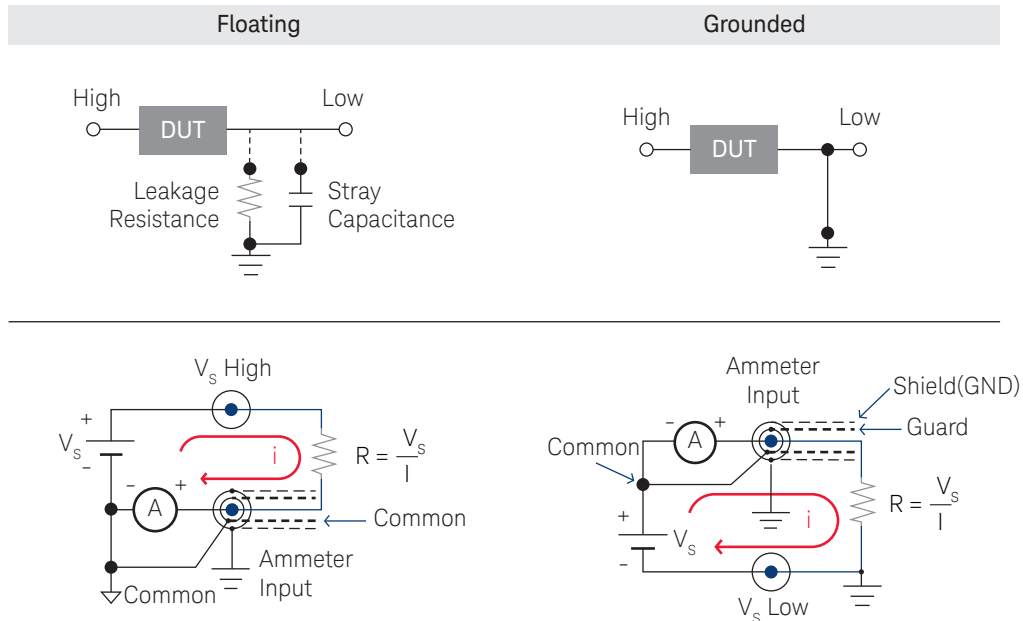 Floating
Grounded
High
Low
DUT
Leakage
Resistance
Stray
Capacitance
High
Low
DUT
Vs High
+
Vs
-
i
R = Vs
I
- +
A
Common
Ammeter
Input
Common
Ammeter
Input
Shield(GND)
Guard
- +
A
Common
+
Vs
-
i
R = Vs
I
Vs Low